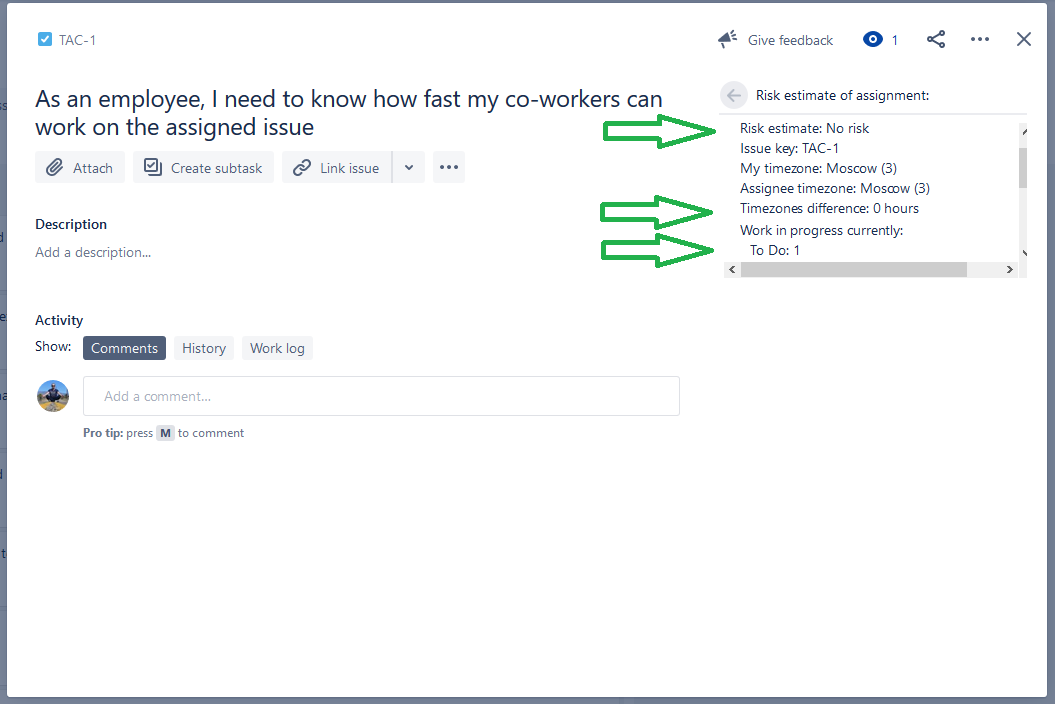 TAC-1
Give feedback
1
As an employee, I need to know how fast my co-workers can
work on the assigned issue
Attach
Create subtask
Link issue
Description
Add a description...
Activity
Show:
Comments
History
Work log
Add a comment...
Pro tip: press M to comment
Risk estimate of assignment:
Risk estimate: No risk
Issue key: TAC-1
My timezone: Moscow (3)
Assignee timezone: Moscow (3)
Timezones difference: 0 hours
Work in progress currently:
To Do: 1